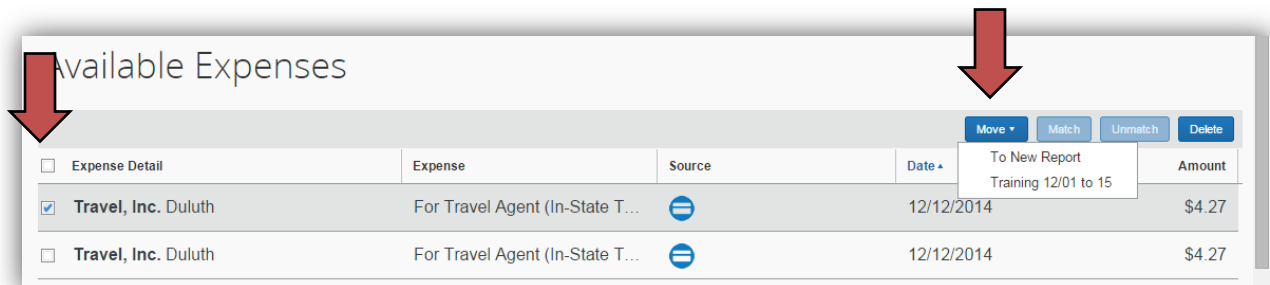 Available Expenses
Move Match Unmatch Delete
To New Report
Training 12/01 to 15
Expense Detail Expense Source Date Amount
Travel, Inc. Duluth For Travel Agent (In-State T... 12/12/2014 $4.27
Travel, Inc. Duluth For Travel Agent (In-State T... 12/12/2014 $4.27